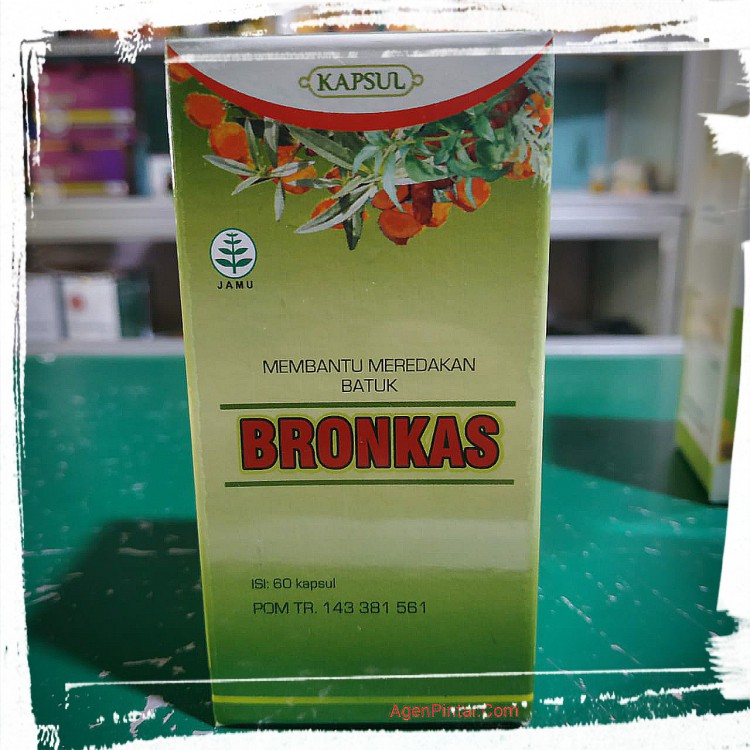 KAPSUL
JAMU
MEMBANTU MEREDAKAN
BATUK
BRONKAS
ISI: 60 kapsul
POM TR. 143 381 561
AgenPintar.Com